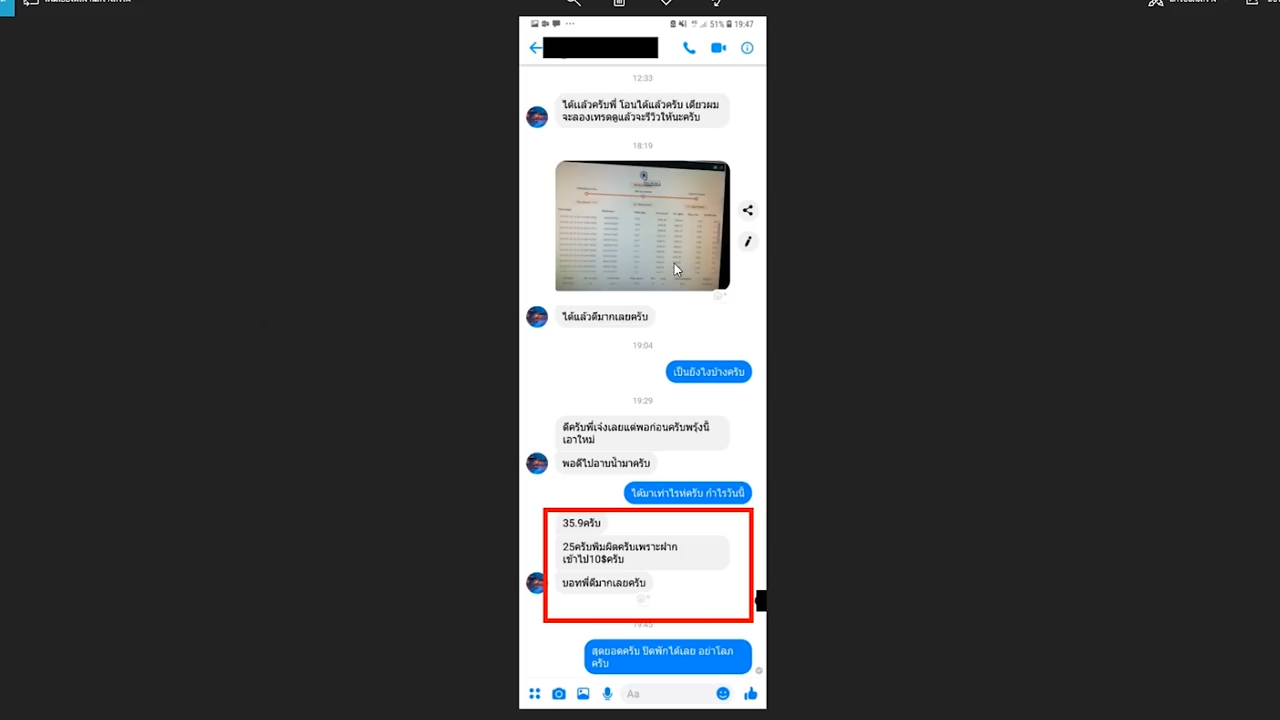 51% 19:47
12:33
ได้แล้วครับพี่ โอนได้แล้วครับ เดียวผม
จะลองเทรดดูแล้วจะรีวิวให้นะครับ
18:19
ได้แล้วดีมากเลยครับ
19:04
เป็นยังไงบ้างครับ
19:29
ดีครับพี่เจ๋งเลยแต่พอก่อนครับพรุ้งนี้
เอาใหม่
พอดีไปอาบน้ำมาครับ
ได้มาเท่าไรห่ครับ กำไรวันนี้
35.9ครับ
25ครับพิมผิดครับเพราะฝาก
เข้าไป10$ครับ
บอทพี่ดีมากเลยครับ
19:45
สุดยอดครับ ปิดพักได้เลย อย่าโลภ
ครับ
Aa